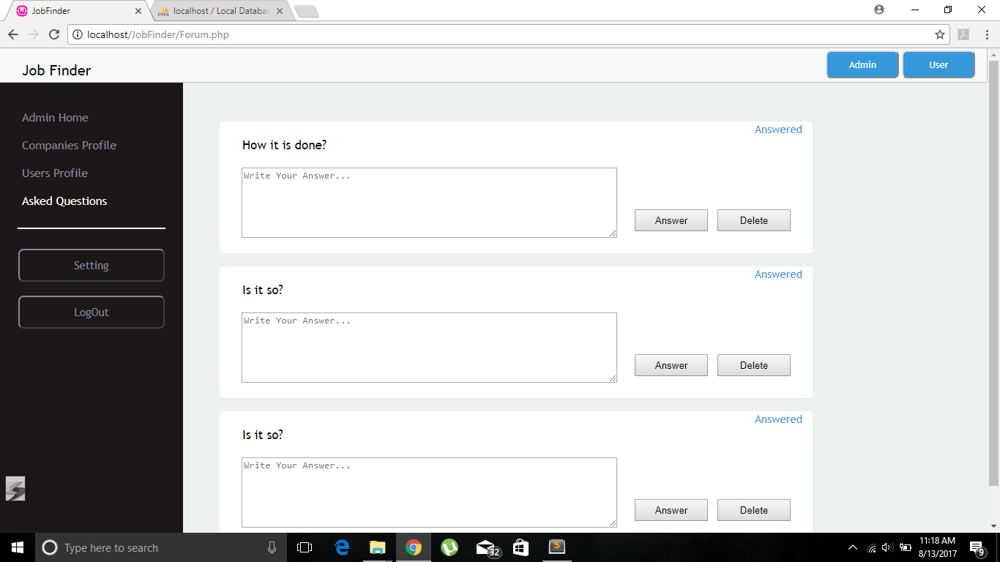 JobFinder
localhost / Local Databas
localhost/JobFinder/Forum.php
Job Finder
Admin
User
Admin Home
Companies Profile
Users Profile
Asked Questions
Setting
LogOut
Answered
How it is done?
Write Your Answer...
Answer
Delete
Answered
Is it so?
Write Your Answer...
Answer
Delete
Answered
Is it so?
Write Your Answer...
Answer
Delete
Type here to search
32
S
11:18 AM
8/13/2017
9